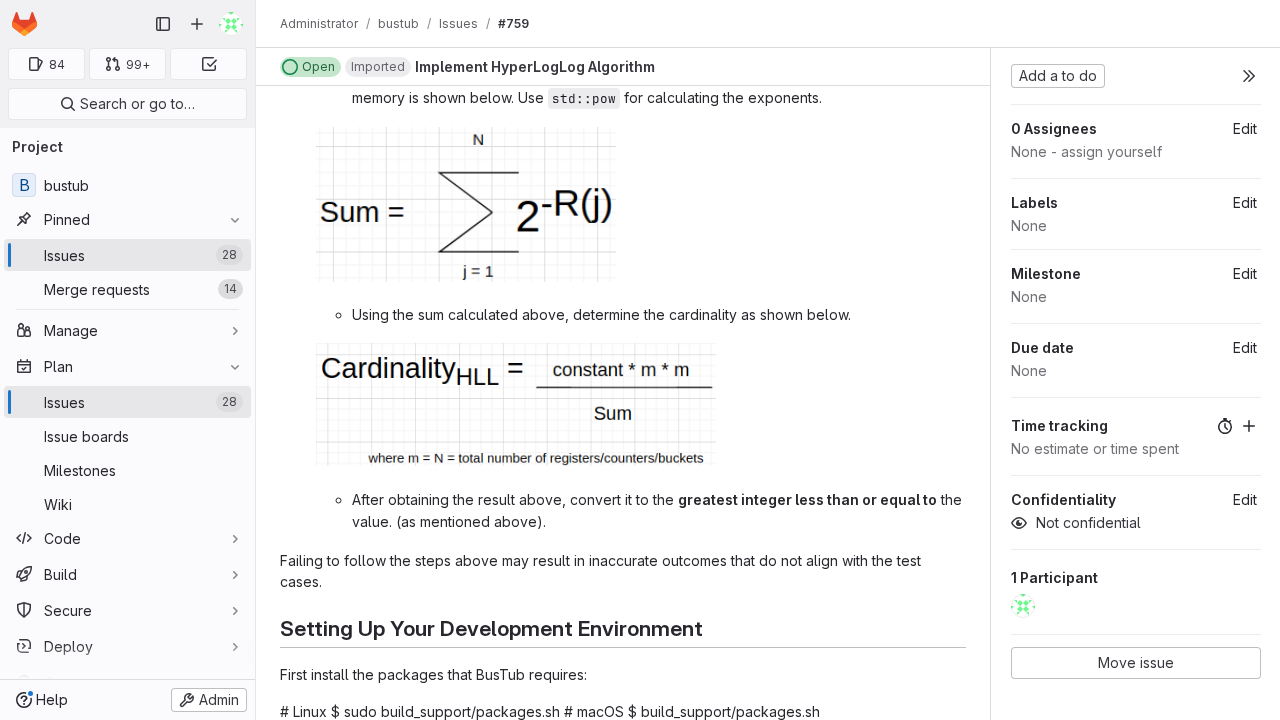 Administrator / bustub / Issues / #759
84
99+
Search or go to…
Project
B bustub
Pinned
Issues 28
Merge requests 14
Manage
Plan
Issues 28
Issue boards
Milestones
Wiki
Code
Build
Secure
Deploy
Help
Admin
Open Imported Implement HyperLogLog Algorithm
memory is shown below. Use std::pow for calculating the exponents.
N
Sum = 2-R(j)
j = 1
Using the sum calculated above, determine the cardinality as shown below.
CardinalityHLL = constant * m * m
Sum
where m = N = total number of registers/counters/buckets
After obtaining the result above, convert it to the greatest integer less than or equal to the
value. (as mentioned above).
Failing to follow the steps above may result in inaccurate outcomes that do not align with the test
cases.
Setting Up Your Development Environment
First install the packages that BusTub requires:
# Linux $ sudo build_support/packages.sh # macOS $ build_support/packages.sh
Add a to do
0 Assignees Edit
None - assign yourself
Labels Edit
None
Milestone Edit
None
Due date Edit
None
Time tracking
No estimate or time spent
Confidentiality Edit
Not confidential
1 Participant
Move issue